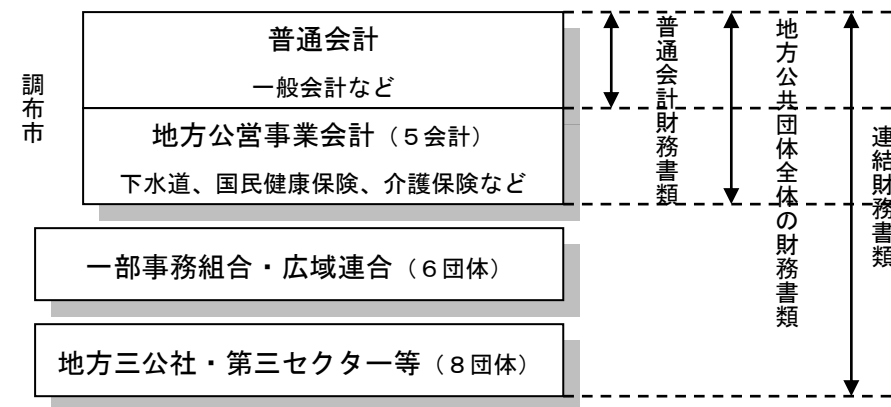 調布市
普通会計
一般会計など
地方公営事業会計（５会計）
下水道、国民健康保険、介護保険など
一部事務組合・広域連合（６団体）
地方三公社・第三セクター等（８団体）
普通会計財務書類
地方公共団体全体の財務書類
連結財務書類